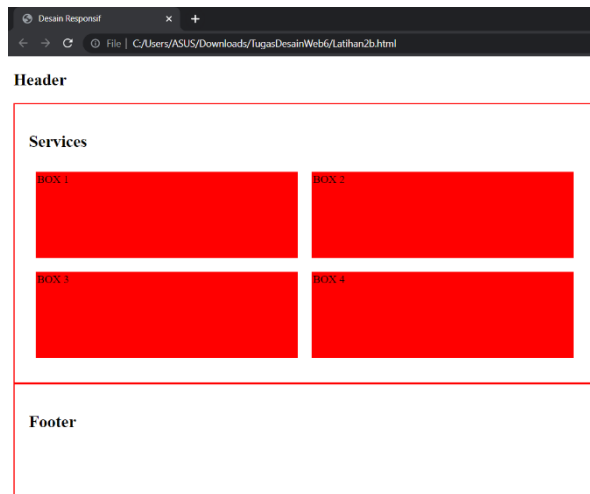 Desain Responsif
File | C:/Users/ASUS/Downloads/TugasDesainWeb6/Latihan2b.html
Header
Services
BOX 1 BOX 2
BOX 3 BOX 4
Footer